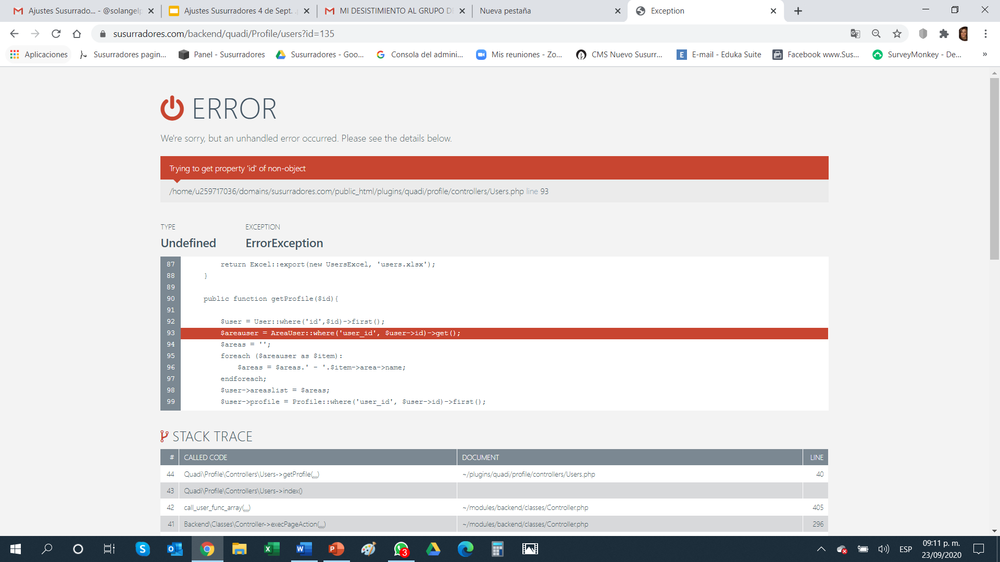 Ajustes Susurrado... - @solangelp
Ajustes Susurradores 4 de Sept. .
MI DESISTIMIENTO AL GRUPO DE
Nueva pestaña
Exception
susurradores.com/backend/quadi/Profile/users?id=135
Aplicaciones
Susurradores pagin...
Panel - Susurradores
Susurradores - Goo...
Consola del admini...
Mis reuniones - Zo...
CMS Nuevo Susurr...
E E-mail - Eduka Suite
Facebook www.Sus...
SurveyMonkey - De...
»
ERROR
We're sorry, but an unhandled error occurred. Please see the details below.
Trying to get property 'id' of non-object
/home/u259717036/domains/susurradores.com/public_html/plugins/quadi/profile/controllers/Users.php line 93
TYPE EXCEPTION
Undefined ErrorException
87 return Excel::export(new UsersExcel, 'users.xlsx');
88 }
89
90 public function getProfile($id){
91
92 $user = User::where('id',$id)->first();
93 $areauser = AreaUser::where('user_id', $user->id)->get();
94 $areas = '';
95 foreach ($areauser as $item):
96 $areas = $areas.' - '.$item->area->name;
97 endforeach;
98 $user->areaslist = $areas;
99 $user->profile = Profile::where('user_id', $user->id)->first();
STACK TRACE
# CALLED CODE DOCUMENT LINE
44 Quadi\Profile\Controllers\Users->getProfile(...) ~/plugins/quadi/profile/controllers/Users.php 40
43 Quadi\Profile\Controllers\Users->index()
42 call_user_func_array(...) ~/modules/backend/classes/Controller.php 405
41 Backend\Classes\Controller->execPageAction(...) ~/modules/backend/classes/Controller.php 296
3
ESP
09:11 p. m.
23/09/2020